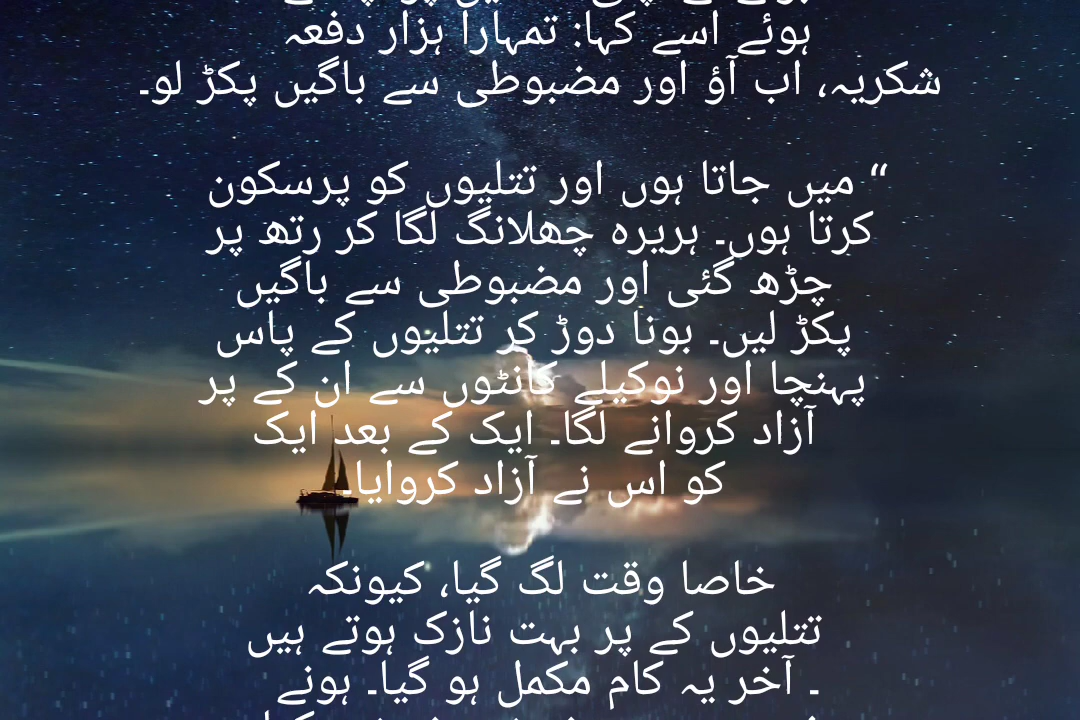 ہوئے اسے کہا: تمہارا ہزار دفعہ
شکریہ، اب آؤ اور مضبوطی سے باگیں پکڑ لو۔
“ میں جاتا ہوں اور تتلیوں کو پرسکون
کرتا ہوں۔ ہریرہ چھلانگ لگا کر رتھ پر
چڑھ گئی اور مضبوطی سے باگیں
پکڑ لیں۔ بونا دوڑ کر تتلیوں کے پاس
پہنچا اور نوکیلے کانٹوں سے ان کے پر
آزاد کروانے لگا۔ ایک کے بعد ایک
کو اس نے آزاد کروایا۔
خاصا وقت لگ گیا، کیونکہ
تتلیوں کے پر بہت نازک ہوتے ہیں
۔ آخر یہ کام مکمل ہو گیا۔ ہونے